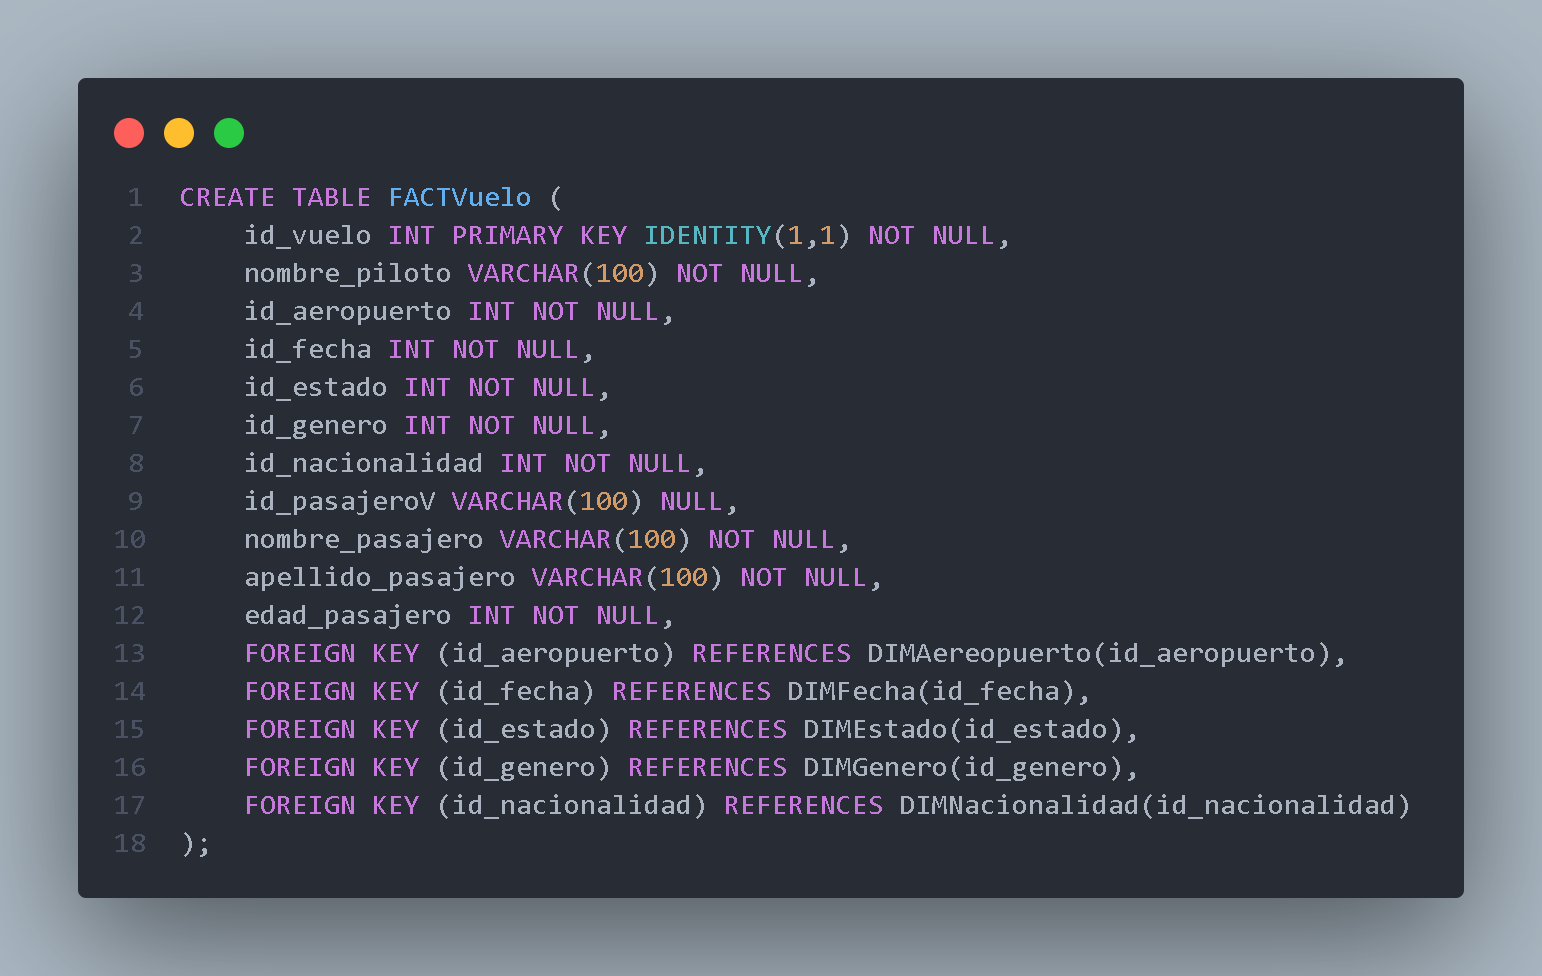 1 CREATE TABLE FACTVuelo (
2 id_vuelo INT PRIMARY KEY IDENTITY(1,1) NOT NULL,
3 nombre_piloto VARCHAR(100) NOT NULL,
4 id_aeropuerto INT NOT NULL,
5 id_fecha INT NOT NULL,
6 id_estado INT NOT NULL,
7 id_genero INT NOT NULL,
8 id_nacionalidad INT NOT NULL,
9 id_pasajeroV VARCHAR(100) NULL,
10 nombre_pasajero VARCHAR(100) NOT NULL,
11 apellido_pasajero VARCHAR(100) NOT NULL,
12 edad_pasajero INT NOT NULL,
13 FOREIGN KEY (id_aeropuerto) REFERENCES DIMAereopuerto(id_aeropuerto),
14 FOREIGN KEY (id_fecha) REFERENCES DIMFecha(id_fecha),
15 FOREIGN KEY (id_estado) REFERENCES DIMEstado(id_estado),
16 FOREIGN KEY (id_genero) REFERENCES DIMGenero(id_genero),
17 FOREIGN KEY (id_nacionalidad) REFERENCES DIMNacionalidad(id_nacionalidad)
18 );